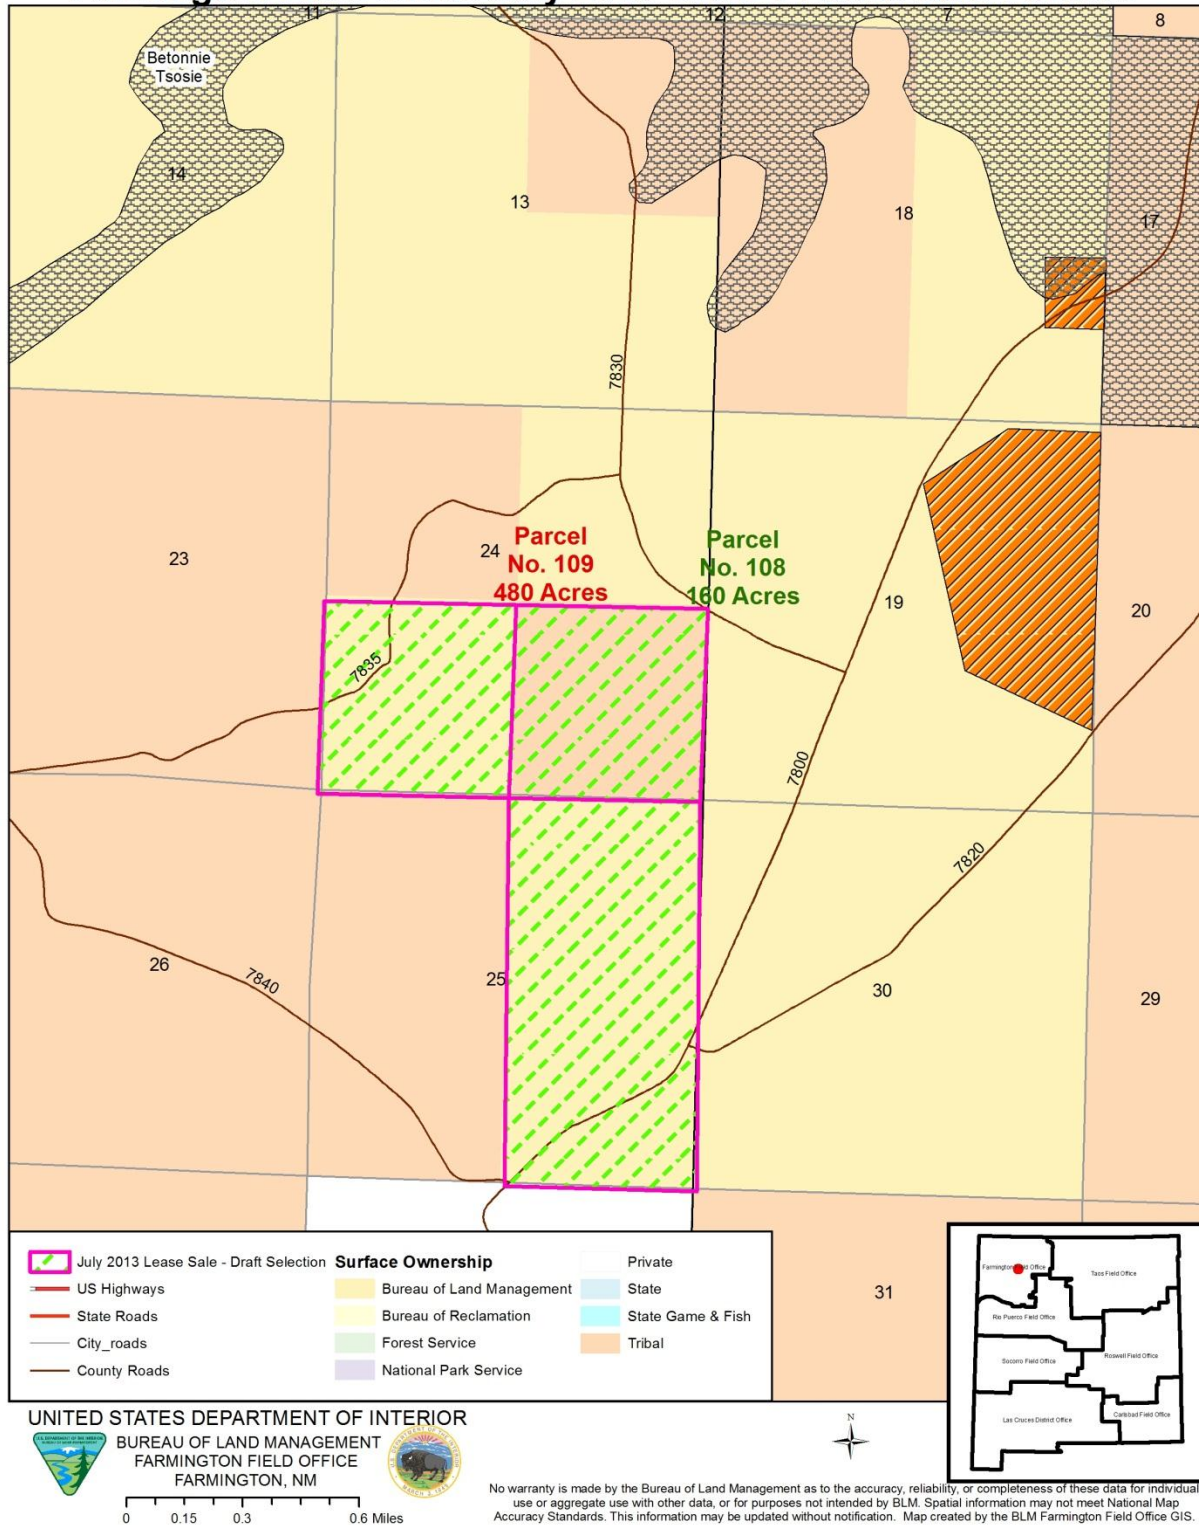 11
12
7
8
Betonnie
Tsosie
14
13
18
17
7830
23
24
Parcel
No. 109
480 Acres
Parcel
No. 108
160 Acres
19
20
7835
7800
7820
26
7840
25
30
29
31
July 2013 Lease Sale - Draft Selection
US Highways
State Roads
City_roads
County Roads
Surface Ownership
Bureau of Land Management
Bureau of Reclamation
Forest Service
National Park Service
Private
State
State Game & Fish
Tribal
Farmington Field Office
Taos Field Office
Rio Puerco Field Office
Socorro Field Office
Roswell Field Office
Las Cruces District Office
Carlsbad Field Office
UNITED STATES DEPARTMENT OF INTERIOR
BUREAU OF LAND MANAGEMENT
FARMINGTON FIELD OFFICE
FARMINGTON, NM
0 0.15 0.3 0.6 Miles
N
No warranty is made by the Bureau of Land Management as to the accuracy, reliability, or completeness of these data for individual
use or aggregate use with other data, or for purposes not intended by BLM. Spatial information may not meet National Map
Accuracy Standards. This information may be updated without notification. Map created by the BLM Farmington Field Office GIS.